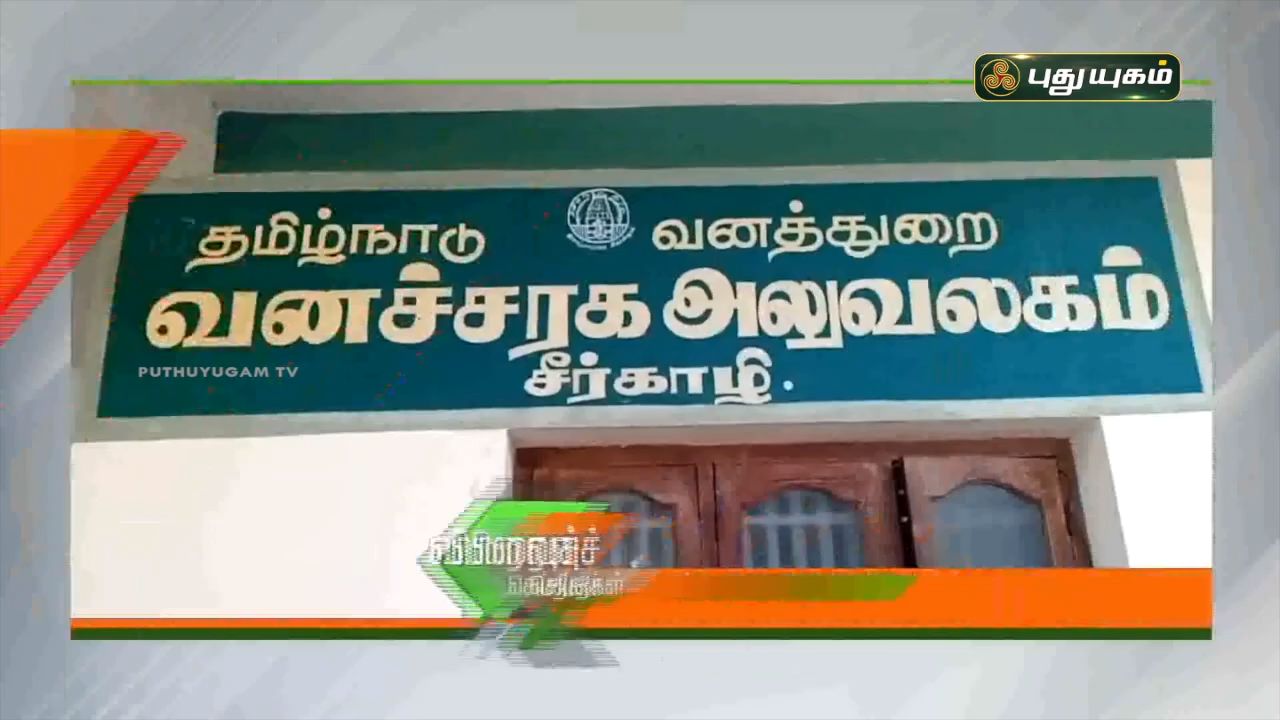 புதுயுகம்
தமிழ்நாடு வனத்துறை
வனச்சரக அலுவலகம்
PUTHUYUGAM TV
சீர்காழி.